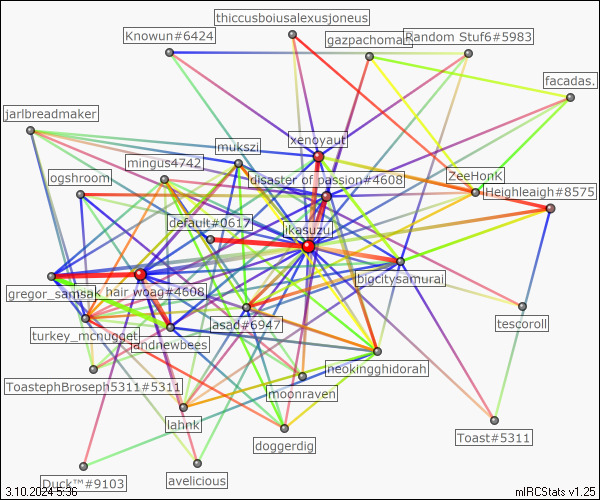 thiccusboiusalexusjoneus
Knowun#6424
gazpachoma
Random Stuf6#5983
facadas.
jarlbreadmaker
xenoyaut
mukszi
mingus4742
ogshroom
disaster of passion#4608
ZeeHonK
Heighleaigh#8575
default#0617
ikasuzu
gregor_samsa
ak hair woag#4608
bigcitysamurai
turkey_mcnugget
landnewbees
asad#6947
tescoroll
ToastephBroseph5311#5311
neokingghidorah
moonraven
lahnk
doggerdig
Toast#5311
Duck™#9103
avelicious
3.10.2024 5:36
mIRCStats v1.25